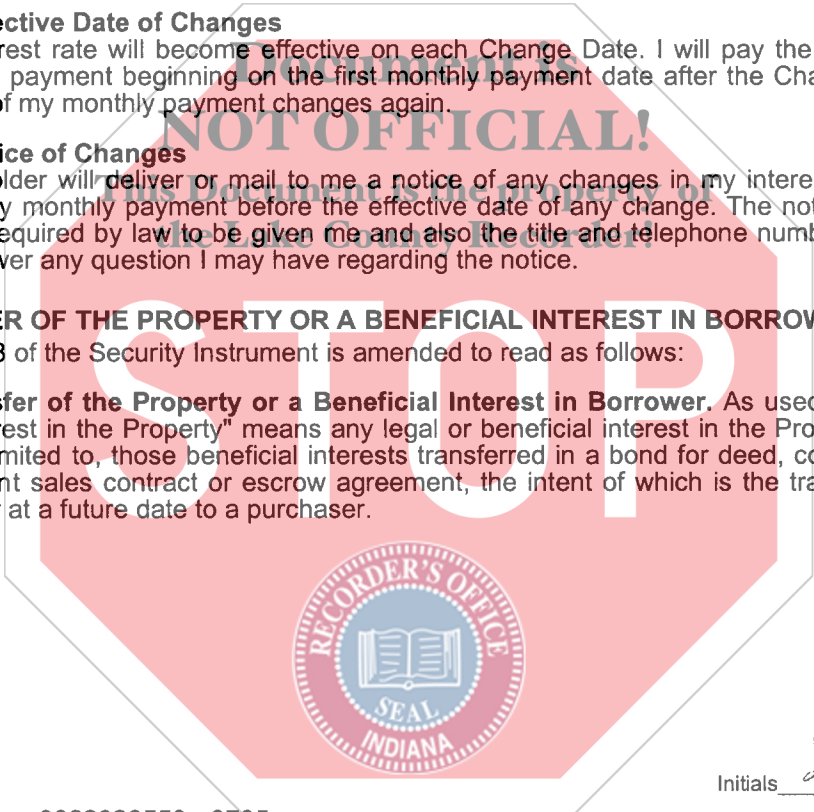 ective Date of Changes
rest rate will become effective on each Change Date. I will pay the
payment beginning on the first monthly payment date after the Cha
of my monthly payment changes again.
ice of Changes
older will deliver or mail to me a notice of any changes in my intere
y monthly payment before the effective date of any change. The not
equired by law to be given me and also the title and telephone numb
wer any question I may have regarding the notice.
ER OF THE PROPERTY OR A BENEFICIAL INTEREST IN BORROW
of the Security Instrument is amended to read as follows:
sfer of the Property or a Beneficial Interest in Borrower. As used
rest in the Property" means any legal or beneficial interest in the Pro
mited to, those beneficial interests transferred in a bond for deed, co
nt sales contract or escrow agreement, the intent of which is the tra
at a future date to a purchaser.
Document is
NOT OFFICIAL!
This Document is the property of
the Lake County Recorder!
STOP
RECORDER'S OFFICE
SEAL
INDIANA
Initials